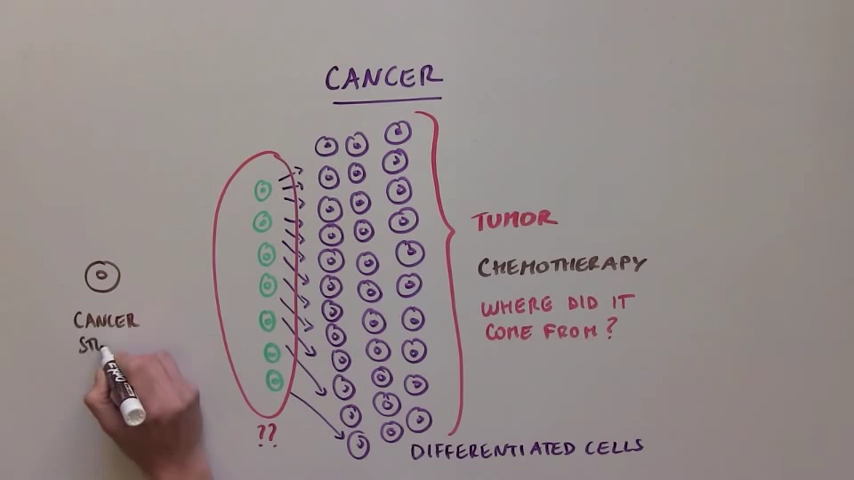 CANCER
TUMOR
CHEMOTHERAPY
WHERE DID IT
COME FROM?
CANCER
??
DIFFERENTIATED CELLS